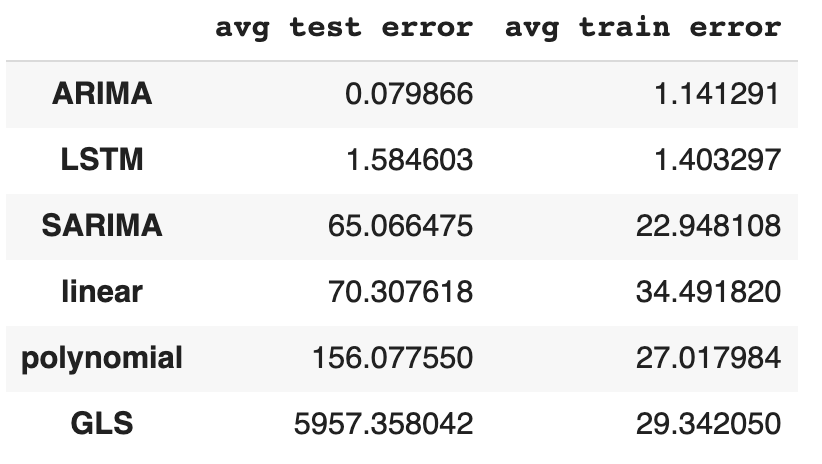 avg test error avg train error
ARIMA 0.079866 1.141291
LSTM 1.584603 1.403297
SARIMA 65.066475 22.948108
linear 70.307618 34.491820
polynomial 156.077550 27.017984
GLS 5957.358042 29.342050